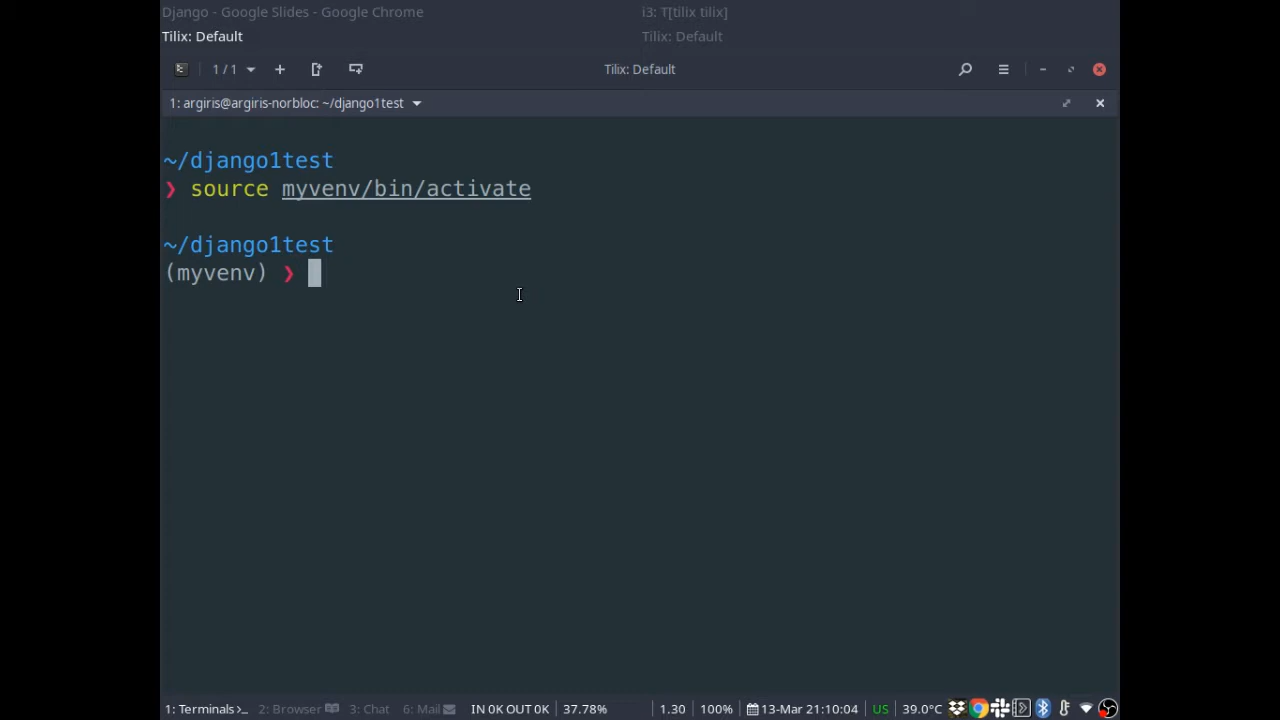 Django - Google Slides - Google Chrome
i3: T[tilix tilix]
Tilix: Default
Tilix: Default
1 / 1
Tilix: Default
1: argiris@argiris-norbloc: ~/django1test
~/django1test
❯ source myvenv/bin/activate
~/django1test
(myvenv) ❯
1: Terminals>_ 2: Browser 3: Chat 6: Mail IN 0K OUT 0K 37.78% 1.30 100% 13-Mar 21:10:04 US 39.0°C